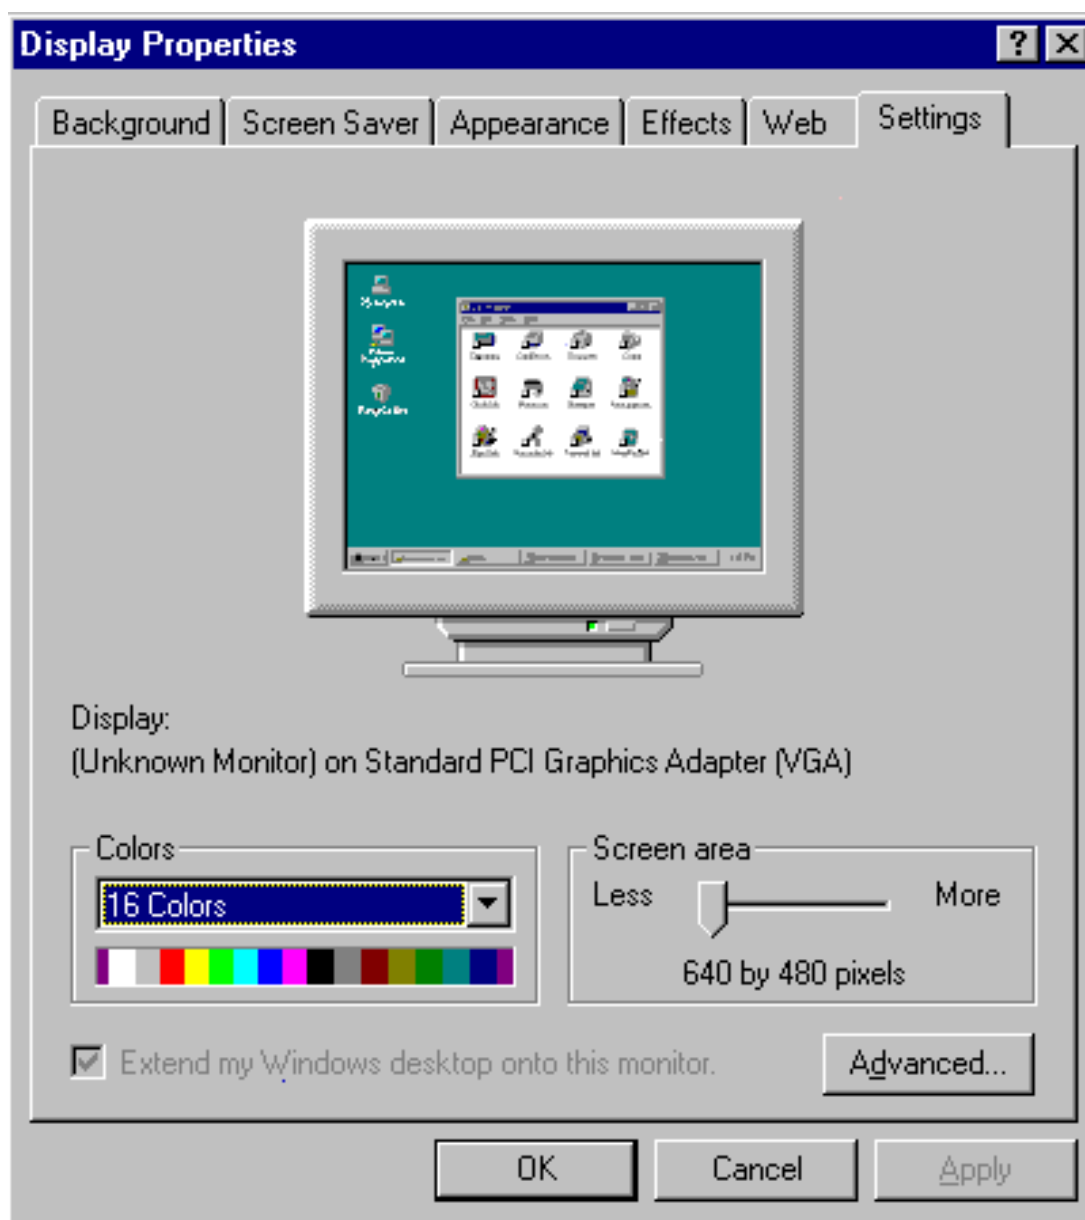 Display Properties
Background Screen Saver Appearance Effects Web Settings
Display:
(Unknown Monitor) on Standard PCI Graphics Adapter (VGA)
Colors
16 Colors
Screen area
Less More
640 by 480 pixels
Extend my Windows desktop onto this monitor.
Advanced...
OK Cancel Apply